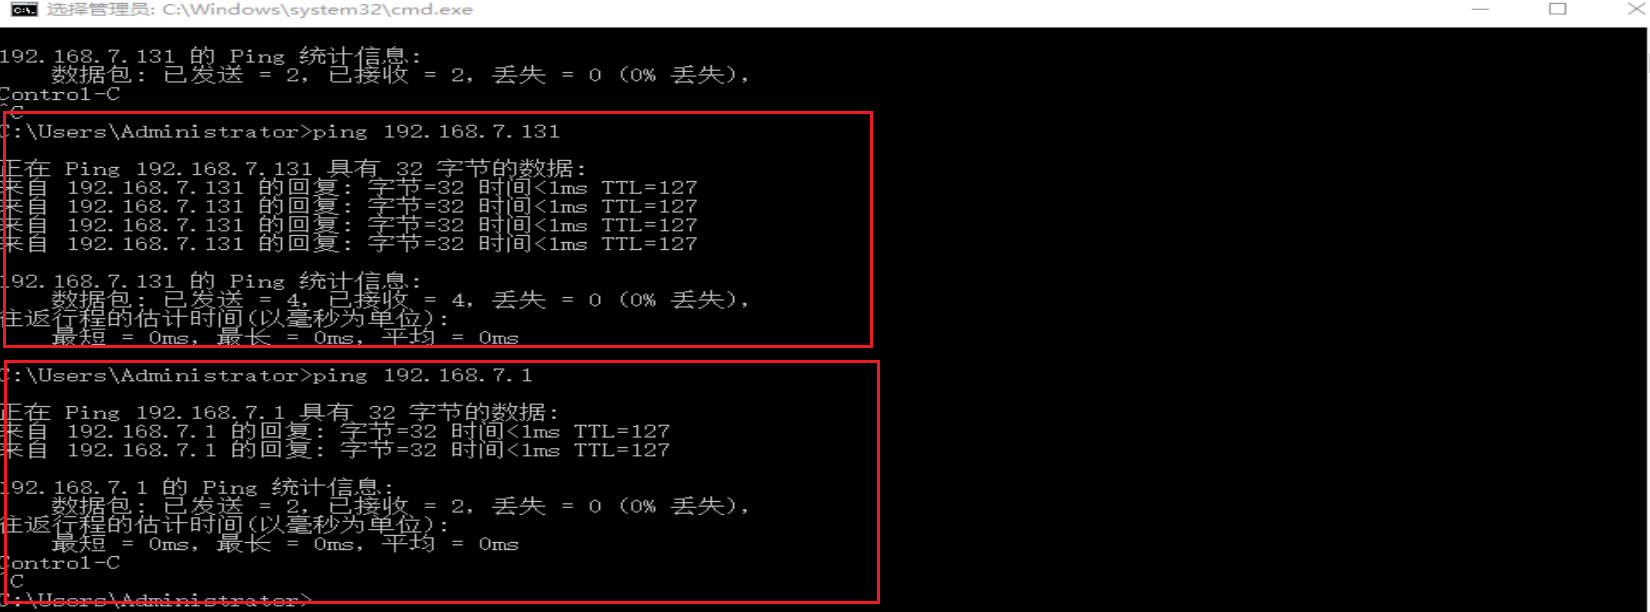 选择管理员: C:\Windows\system32\cmd.exe
192.168.7.131 的 Ping 统计信息:
数据包: 已发送 = 2, 已接收 = 2, 丢失 = 0 (0% 丢失),
Control-C
^C
C:\Users\Administrator>ping 192.168.7.131
正在 Ping 192.168.7.131 具有 32 字节的数据:
来自 192.168.7.131 的回复: 字节=32 时间<1ms TTL=127
来自 192.168.7.131 的回复: 字节=32 时间<1ms TTL=127
来自 192.168.7.131 的回复: 字节=32 时间<1ms TTL=127
来自 192.168.7.131 的回复: 字节=32 时间<1ms TTL=127
192.168.7.131 的 Ping 统计信息:
数据包: 已发送 = 4, 已接收 = 4, 丢失 = 0 (0% 丢失),
往返行程的估计时间(以毫秒为单位):
最短 = 0ms, 最长 = 0ms, 平均 = 0ms
C:\Users\Administrator>ping 192.168.7.1
正在 Ping 192.168.7.1 具有 32 字节的数据:
来自 192.168.7.1 的回复: 字节=32 时间<1ms TTL=127
来自 192.168.7.1 的回复: 字节=32 时间<1ms TTL=127
192.168.7.1 的 Ping 统计信息:
数据包: 已发送 = 2, 已接收 = 2, 丢失 = 0 (0% 丢失),
往返行程的估计时间(以毫秒为单位):
最短 = 0ms, 最长 = 0ms, 平均 = 0ms
Control-C
^C
C:\Users\Administrator>